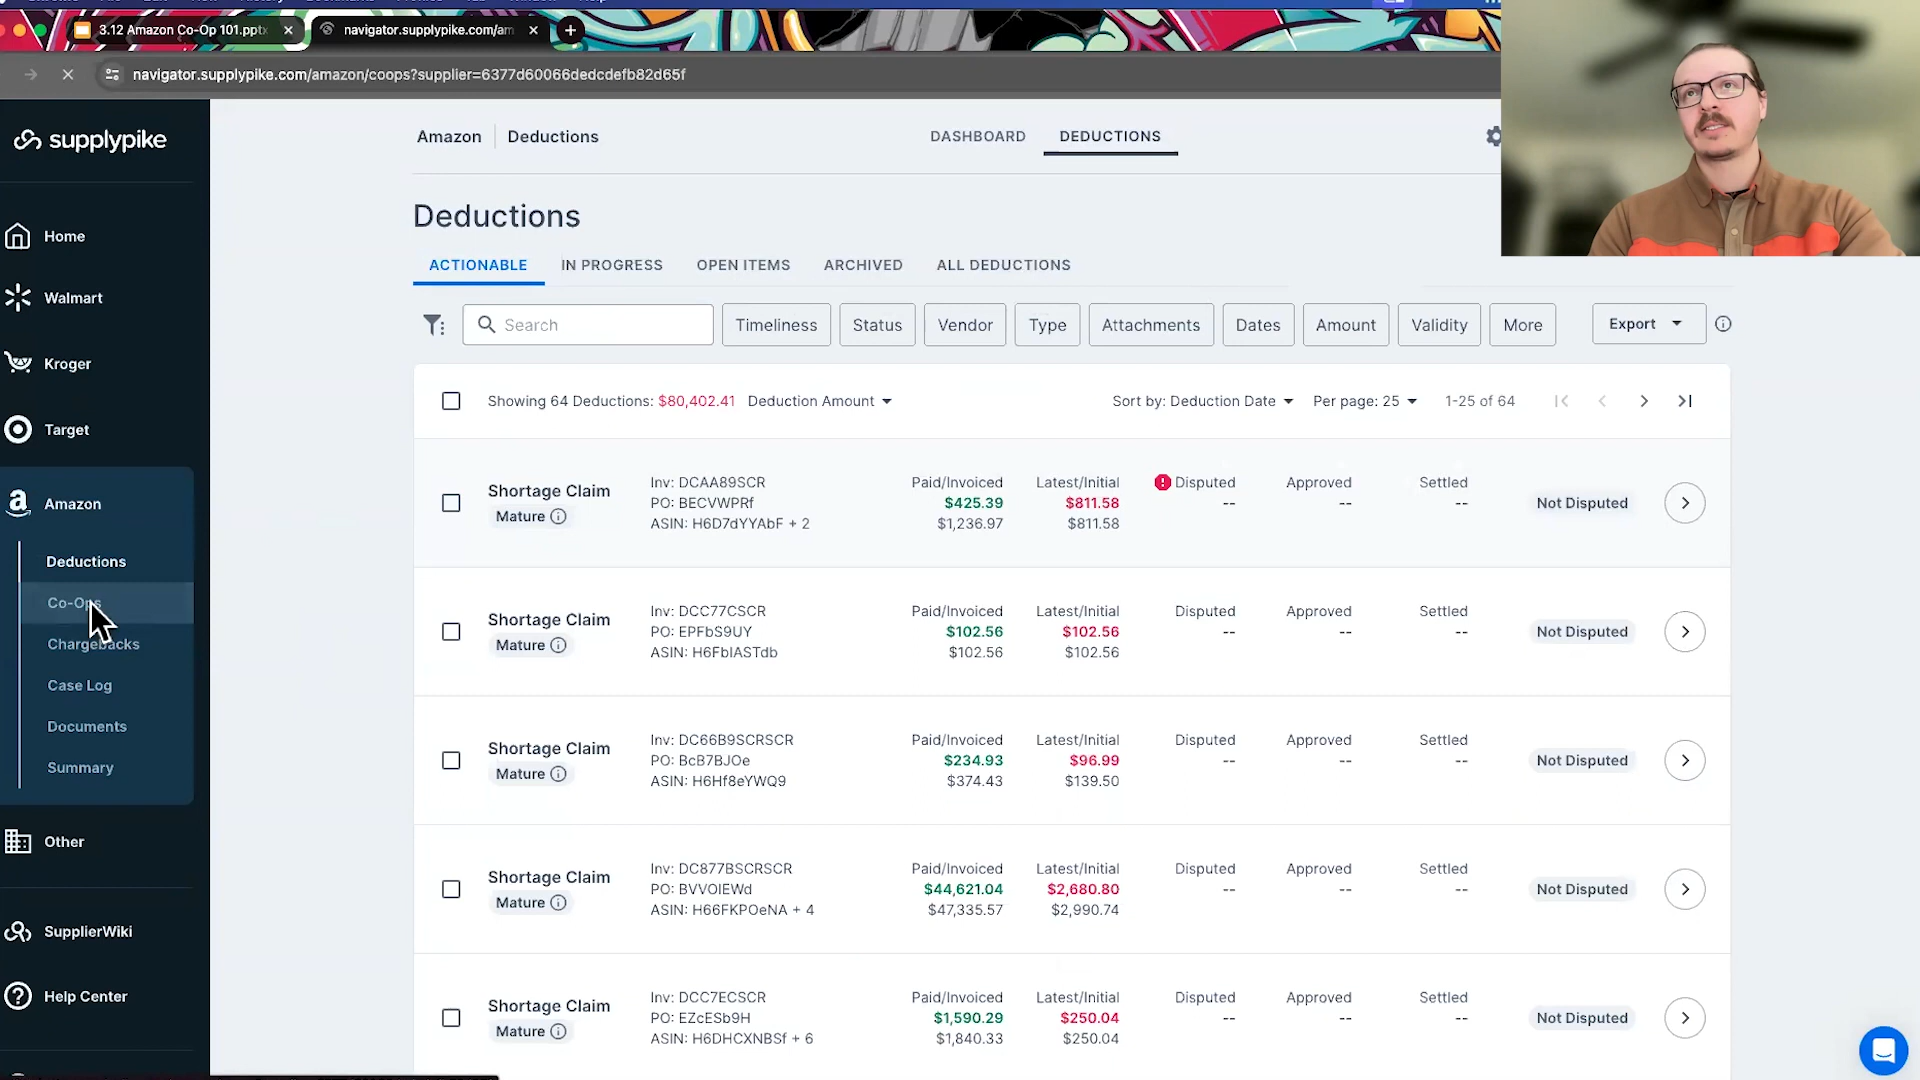 3.12 Amazon Co-Op 101.pptx
navigator.supplypike.com/am
navigator.supplypike.com/amazon/coops?supplier=6377d60066dedcdefb82d65f
supplypike
Home
Walmart
Kroger
Target
Amazon
Deductions
Co-Ops
Chargebacks
Case Log
Documents
Summary
Other
SupplierWiki
Help Center
Amazon Deductions
DASHBOARD DEDUCTIONS
Deductions
ACTIONABLE IN PROGRESS OPEN ITEMS ARCHIVED ALL DEDUCTIONS
Search Timeliness Status Vendor Type Attachments Dates Amount Validity More Export
Showing 64 Deductions: $80,402.41 Deduction Amount Sort by: Deduction Date Per page: 25 1-25 of 64
Shortage Claim
Mature
Inv: DCAA89SCR
PO: BECVWPRf
ASIN: H6D7dYYAbF + 2
Paid/Invoiced
$425.39
$1,236.97
Latest/Initial
$811.58
$811.58
Disputed
--
Approved
--
Settled
--
Not Disputed
Shortage Claim
Mature
Inv: DCC77CSCR
PO: EPFbS9UY
ASIN: H6FbIASTdb
Paid/Invoiced
$102.56
$102.56
Latest/Initial
$102.56
$102.56
Disputed
--
Approved
--
Settled
--
Not Disputed
Shortage Claim
Mature
Inv: DC66B9SCRSCR
PO: BcB7BJOe
ASIN: H6Hf8eYWQ9
Paid/Invoiced
$234.93
$374.43
Latest/Initial
$96.99
$139.50
Disputed
--
Approved
--
Settled
--
Not Disputed
Shortage Claim
Mature
Inv: DC877BSCRSCR
PO: BVVOIEWd
ASIN: H66FKPOeNA + 4
Paid/Invoiced
$44,621.04
$47,335.57
Latest/Initial
$2,680.80
$2,990.74
Disputed
--
Approved
--
Settled
--
Not Disputed
Shortage Claim
Mature
Inv: DCC7ECSCR
PO: EZcESb9H
ASIN: H6DHCXNBSf + 6
Paid/Invoiced
$1,590.29
$1,840.33
Latest/Initial
$250.04
$250.04
Disputed
--
Approved
--
Settled
--
Not Disputed